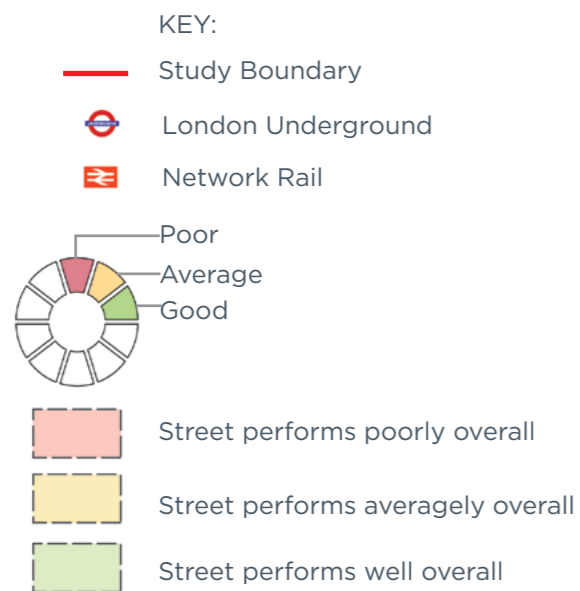 KEY:
Study Boundary
London Underground
Network Rail
Poor
Average
Good
Street performs poorly overall
Street performs averagely overall
Street performs well overall